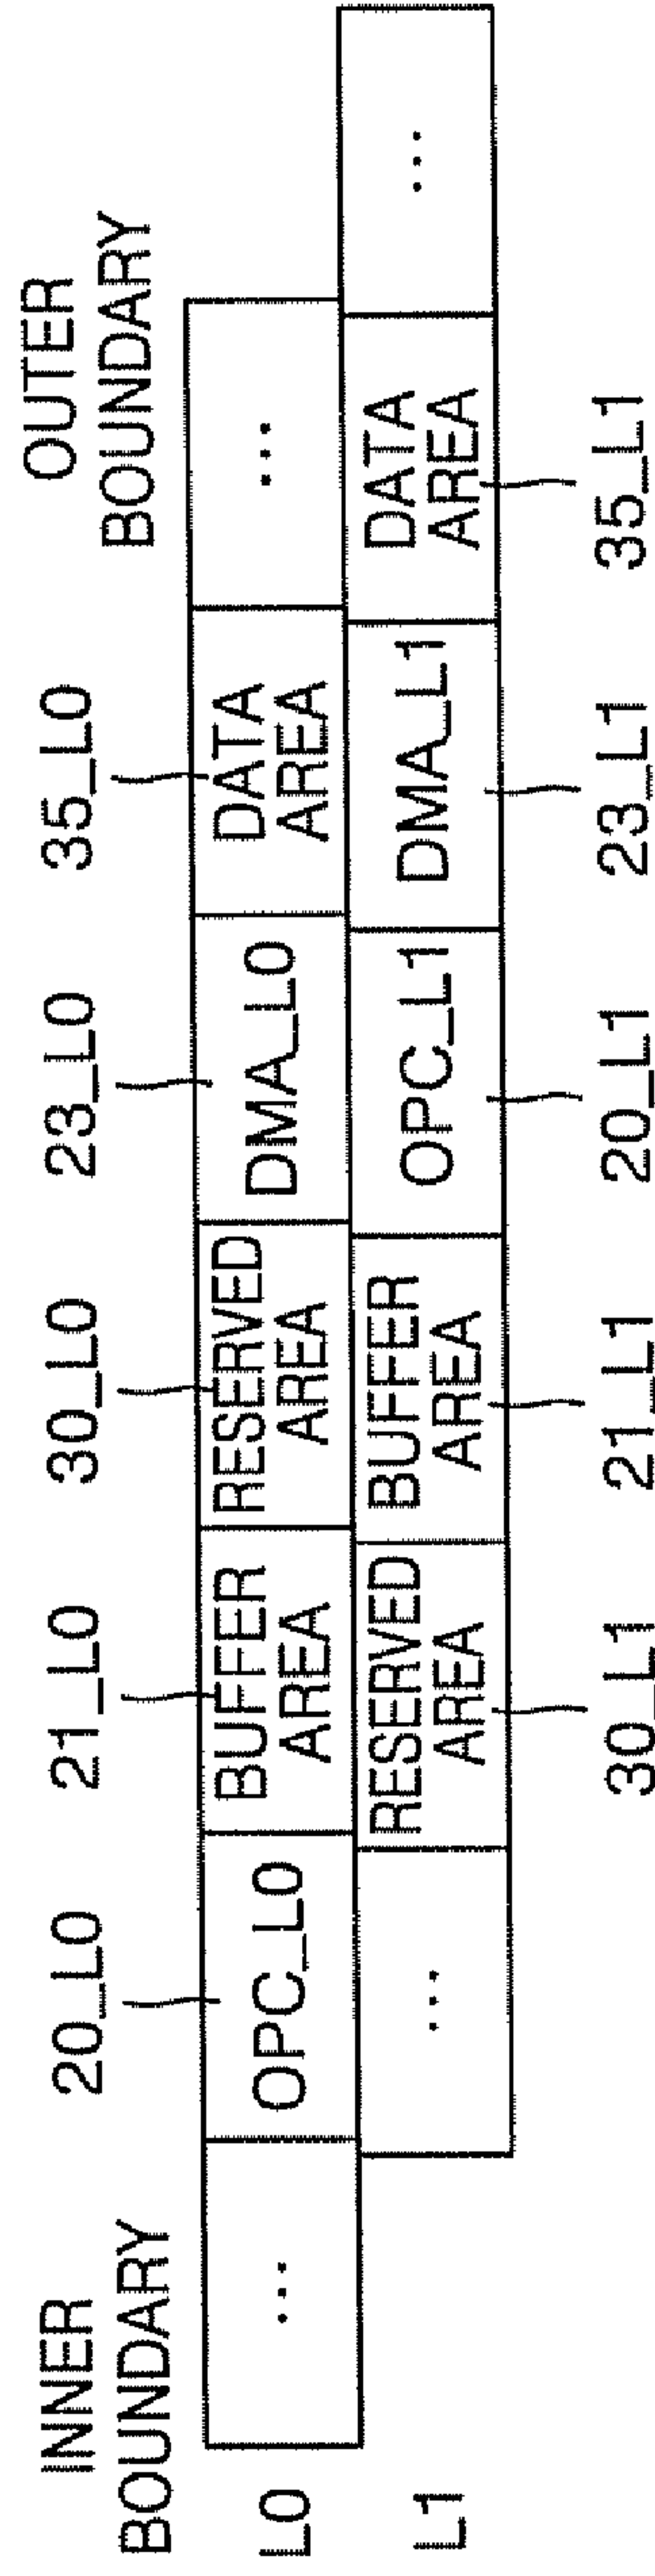 INNER
BOUNDARY
OUTER
BOUNDARY
20_L0
21_L0
30_L0
23_L0
35_L0
L0
...
OPC_L0
BUFFER
AREA
RESERVED
AREA
DMA_L0
DATA
AREA
...
L1
...
RESERVED
AREA
BUFFER
AREA
OPC_L1
DMA_L1
DATA
AREA
...
30_L1
21_L1
20_L1
23_L1
35_L1